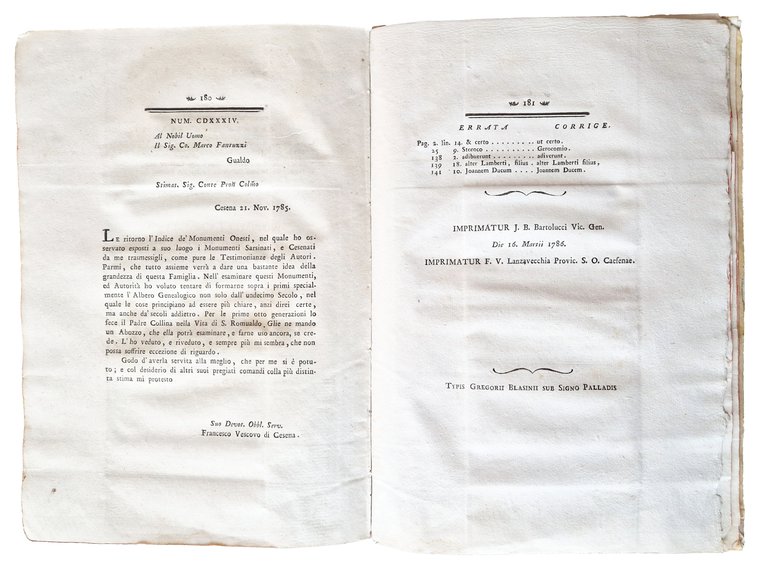 180
NUM. CDXXXIV.
Al Nobil Uomo
Il Sig. Co. Marco Fantuzzi
Gualdo
Stimat. Sig. Conte Proñ Colmo
Cesena 21. Nov. 1785.
LE ritorno l'Indice de' Monumenti Onesti, nel quale ho os-
servato esposti a suo luogo i Monumenti Sarsinati, e Cesenati
da me trasmessigli, come pure le Testimonianze degli Autori.
Parmi, che tutto assieme verrà a dare una bastante idea della
grandezza di questa Famiglia. Nell' esaminare questi Monumenti,
ed Autorità ho voluto tentare di formarne sopra i primi specialmente
l'Albero Genealogico non solo dall' undecimo Secolo, nel
quale le cose principiano ad essere più chiare, anzi direi certe,
ma anche da' secoli addietro. Per le prime otto generazioni lo
fece il Padre Collina nella Vita di S. Romualdo, Glie ne mando
un Abozzo, che ella potrà esaminare, e farne uso ancora, se cre-
de. L'ho veduto, e riveduto, e sempre più mi sembra, che non
possa soffrire eccezione di riguardo.
Godo d'averla servita alla meglio, che per me si è potu-
to; e col desiderio di altri suoi pregiati comandi colla più distin-
ta stima mi protesto
Suo Devot. Obbl. Serv.
Francesco Vescovo di Cesena.
181
ERRATA CORRIGE.
Pag. 2. lin. 14. & certo . . . . . . . . . ut certo.
25 9. Sterneo . . . . . . . . . Gerocomio.
138 2. adibuerunt . . . . . . . . adiverunt.
139 18. alter Lamberti, filius . alter Lamberti filius,
141 10. Joannem Ducum . . . . Joannem Ducem.
IMPRIMATUR J. B. Bartolucci Vic. Gen.
Die 16. Martii 1786.
IMPRIMATUR F. V. Lanzavecchia Provic. S. O. Caesenae.
TYPIS GREGORII BLASINII SUB SIGNO PALLADIS